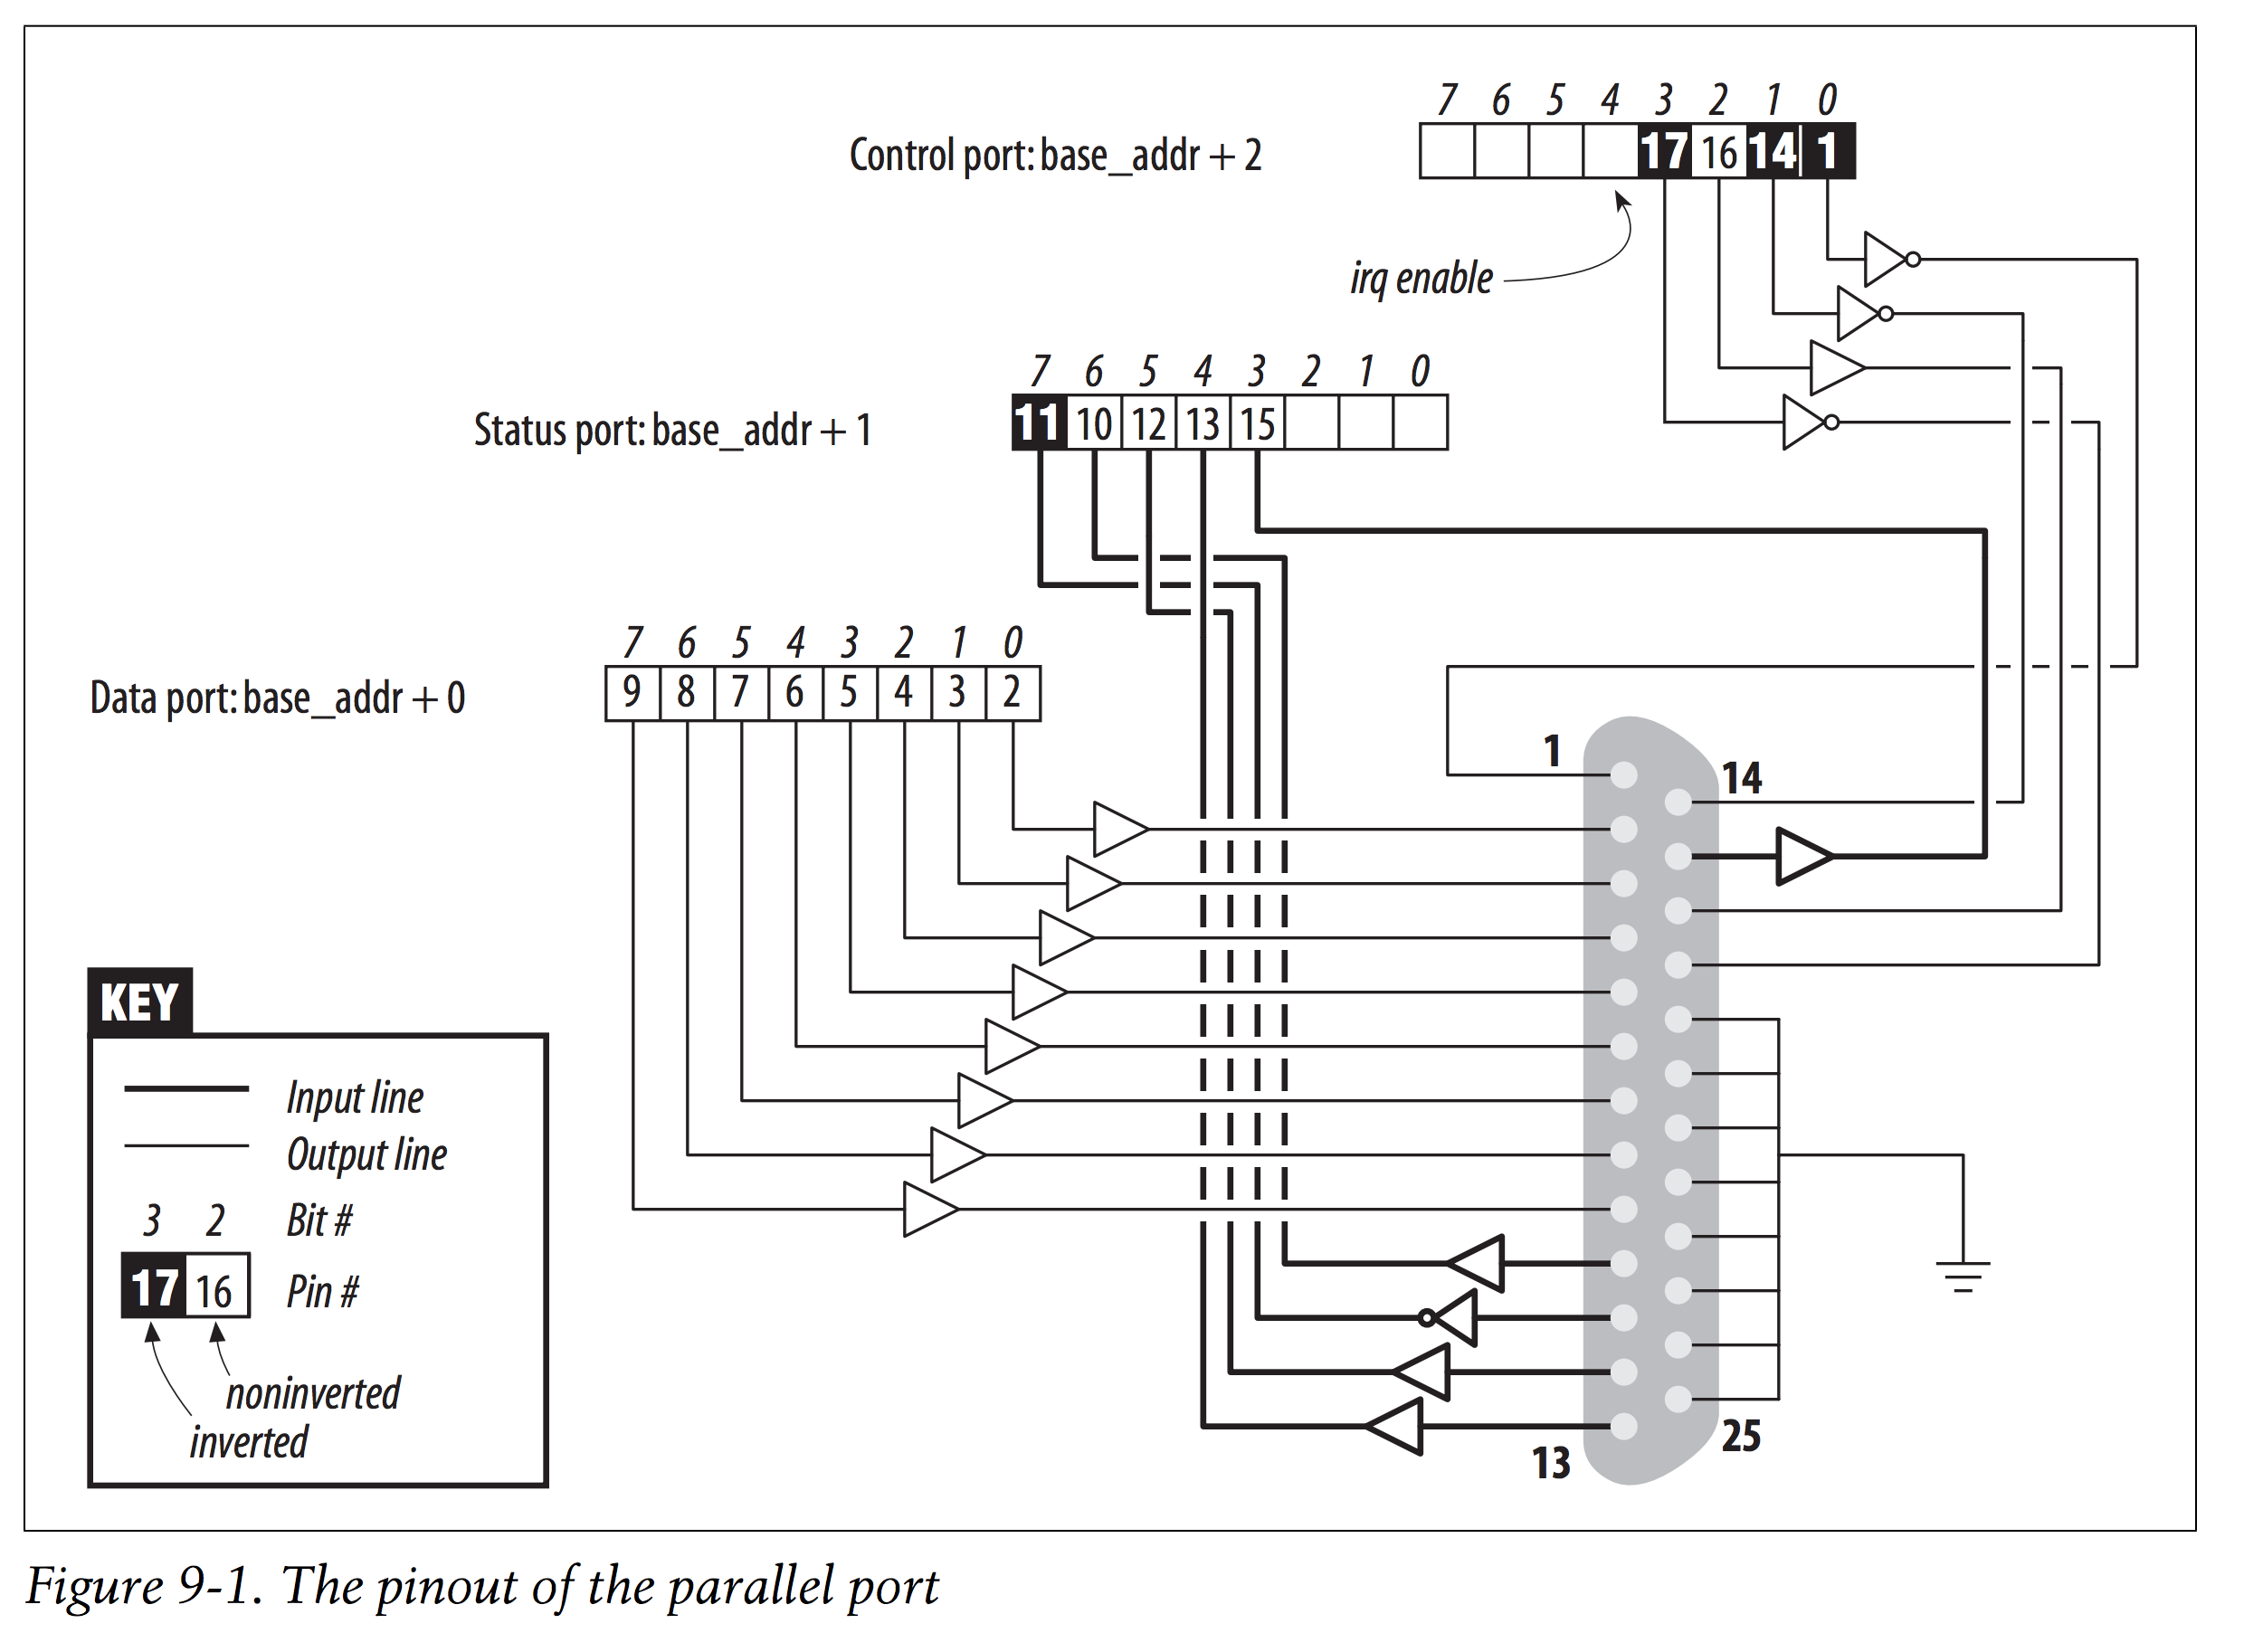 7 6 5 4 3 2 1 0
Control port: base_addr + 2
17 16 14 1
irq enable
7 6 5 4 3 2 1 0
Status port: base_addr + 1
11 10 12 13 15
7 6 5 4 3 2 1 0
Data port: base_addr + 0
9 8 7 6 5 4 3 2
1
14
KEY
Input line
Output line
3 2 Bit #
17 16 Pin #
noninverted
inverted
13
25
Figure 9-1. The pinout of the parallel port